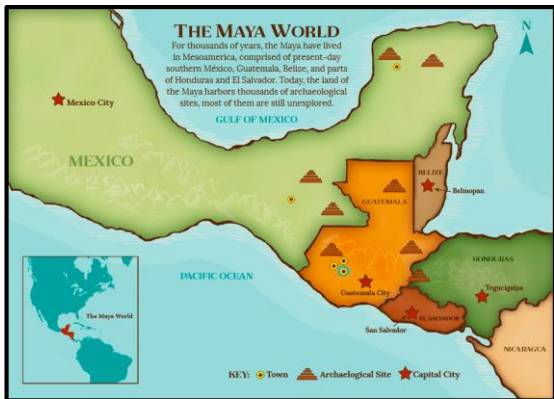 THE MAYA WORLD
For thousands of years, the Maya have lived
in Mesoamerica, comprised of present-day
southern México, Guatemala, Belize, and parts
of Honduras and El Salvador. Today, the land of
the Maya harbors thousands of archaeological
sites, most of them are still unexplored.
N
Mexico City
GULF OF MEXICO
MEXICO
BELIZE
Belmopan
GUATEMALA
HONDURAS
PACIFIC OCEAN
Guatemala City
Tegucigalpa
The Maya World
San Salvador
EL SALVADOR
NICARAGUA
KEY: Town Archaelogical Site Capital City